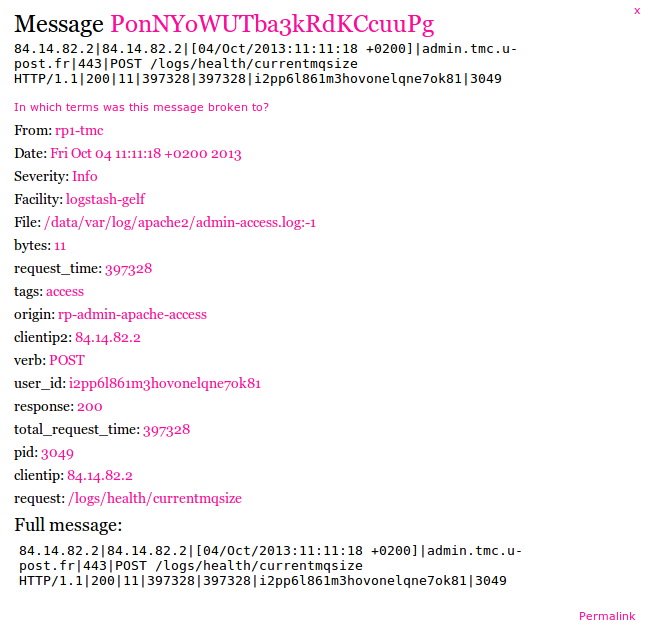 x
Message PonNYoWUTba3kRdKCcuuPg
84.14.82.2|84.14.82.2|[04/Oct/2013:11:11:18 +0200]|admin.tmc.u-
post.fr|443|POST /logs/health/currentmqsize
HTTP/1.1|200|11|397328|397328|i2pp6l861m3hovonelqne7ok81|3049
In which terms was this message broken to?
From: rp1-tmc
Date: Fri Oct 04 11:11:18 +0200 2013
Severity: Info
Facility: logstash-gelf
File: /data/var/log/apache2/admin-access.log:-1
bytes: 11
request_time: 397328
tags: access
origin: rp-admin-apache-access
clientip2: 84.14.82.2
verb: POST
user_id: i2pp6l861m3hovonelqne7ok81
response: 200
total_request_time: 397328
pid: 3049
clientip: 84.14.82.2
request: /logs/health/currentmqsize
Full message:
84.14.82.2|84.14.82.2|[04/Oct/2013:11:11:18 +0200]|admin.tmc.u-
post.fr|443|POST /logs/health/currentmqsize
HTTP/1.1|200|11|397328|397328|i2pp6l861m3hovonelqne7ok81|3049
Permalink